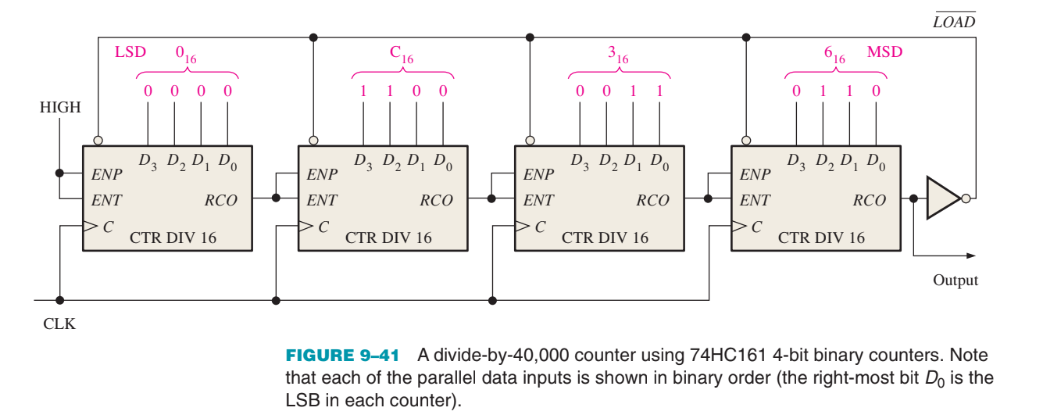 LOAD
LSD 0₁₆ C₁₆ 3₁₆ 6₁₆ MSD
0 0 0 0 1 1 0 0 0 0 1 1 0 1 1 0
HIGH
D₃ D₂ D₁ D₀ D₃ D₂ D₁ D₀ D₃ D₂ D₁ D₀ D₃ D₂ D₁ D₀
ENP ENP ENP ENP
ENT RCO ENT RCO ENT RCO ENT RCO
C C C C
CTR DIV 16 CTR DIV 16 CTR DIV 16 CTR DIV 16
Output
CLK
FIGURE 9–41 A divide-by-40,000 counter using 74HC161 4-bit binary counters. Note
that each of the parallel data inputs is shown in binary order (the right-most bit D₀ is the
LSB in each counter).